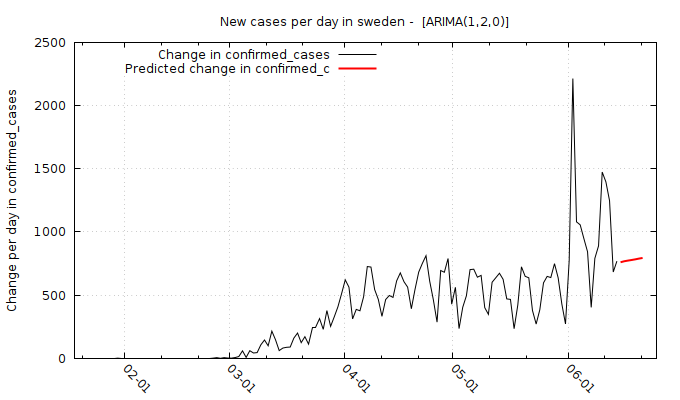 New cases per day in sweden -  [ARIMA(1,2,0)]
Change in confirmed_cases
Predicted change in confirmed_c
Change per day in confirmed_cases
2500
2000
1500
1000
500
0
02-01
03-01
04-01
05-01
06-01